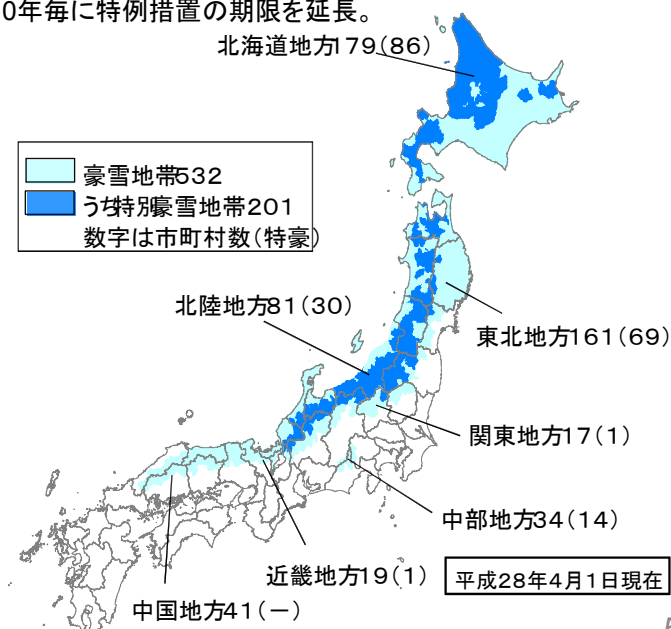 0年毎に特例措置の期限を延長。
北海道地方179(86)
豪雪地帯532
うち特別豪雪地帯201
数字は市町村数(特豪)
北陸地方81(30)
東北地方161(69)
関東地方17(1)
中部地方34(14)
近畿地方19(1)
平成28年4月1日現在
中国地方41(－)